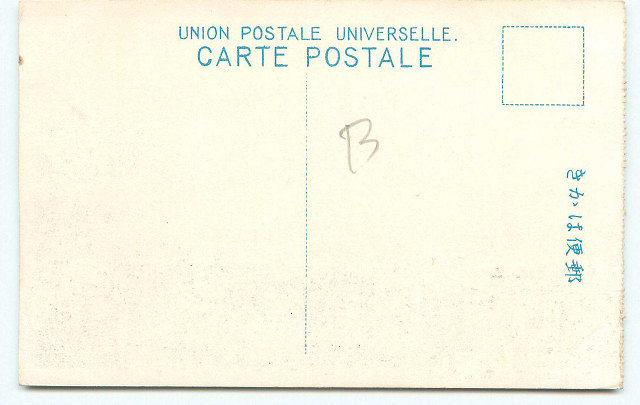 UNION POSTALE UNIVERSELLE.
CARTE POSTALE
B
郵便はかき